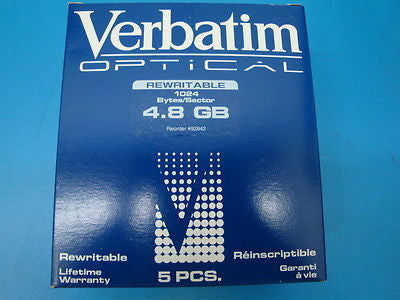 Verbatim
OPTICAL
REWRITABLE
1024
Bytes/Sector
4.8 GB
Reorder #92842
Rewritable Réinscriptible
Lifetime Warranty Garanti à vie
5 PCS.